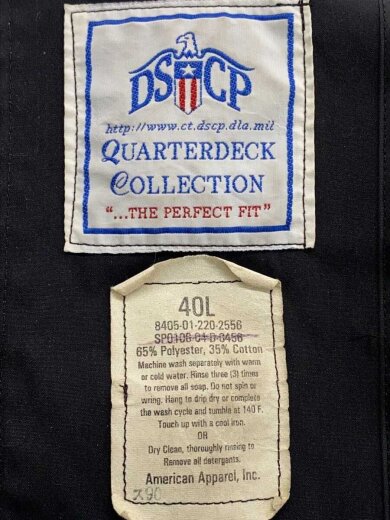 DSCP
http://www.ct.dscp.dla.mil
QUARTERDECK
COLLECTION
"...THE PERFECT FIT"
40L
8405-01-220-2556
SP0100-04-D-0456
65% Polyester, 35% Cotton
Machine wash separately with warm
or cold water. Rinse three (3) times
to remove all soap. Do not spin or
wring. Hang to drip dry or complete
the wash cycle and tumble at 140 F.
Touch up with a cool iron.
OR
Dry Clean, thoroughly rinsing to
Remove all detergents.
American Apparel, Inc.